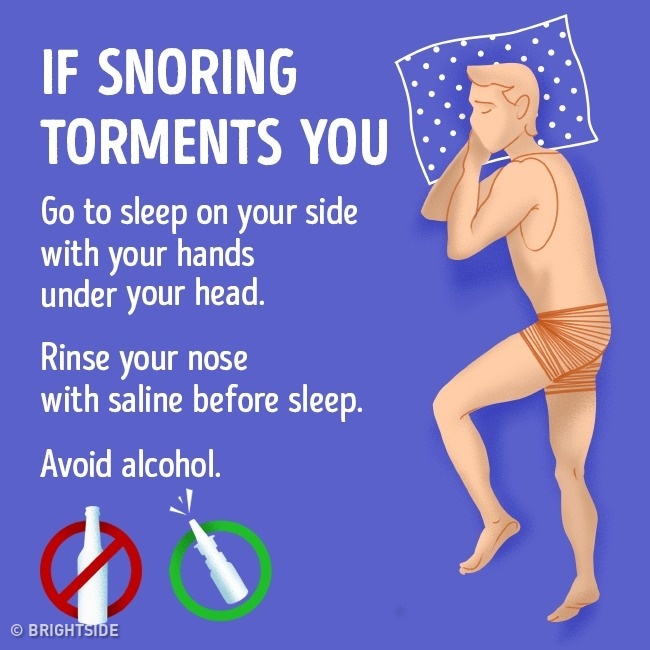 IF SNORING
TORMENTS YOU
Go to sleep on your side
with your hands
under your head.
Rinse your nose
with saline before sleep.
Avoid alcohol.
© BRIGHTSIDE